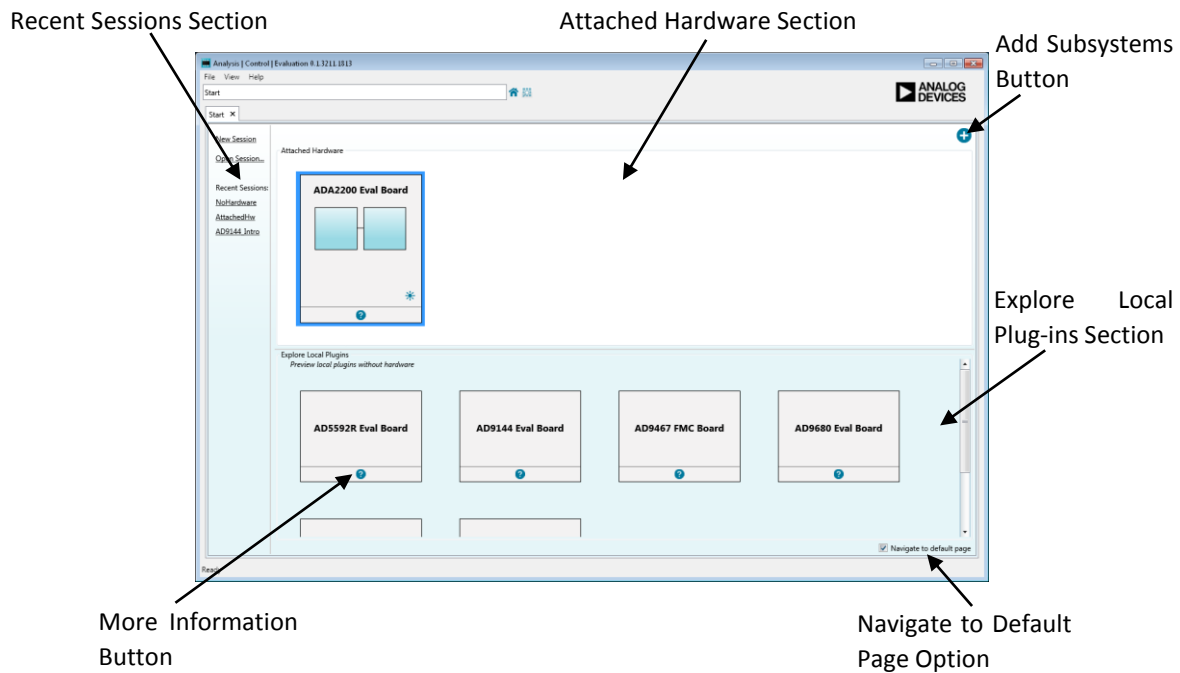 Recent Sessions Section
Attached Hardware Section
Add Subsystems
Button
Analysis | Control | Evaluation 0.1.3211.1813
File View Help
Start
ANALOG
DEVICES
Start
New Session
Open Session...
Attached Hardware
Recent Sessions:
NoHardware
AttachedHw
AD9144_Intro
ADA2200 Eval Board
Explore Local
Plug-ins Section
Explore Local Plugins
Preview local plugins without hardware
AD5592R Eval Board
AD9144 Eval Board
AD9467 FMC Board
AD9680 Eval Board
Navigate to default page
Ready
More Information
Button
Navigate to Default
Page Option